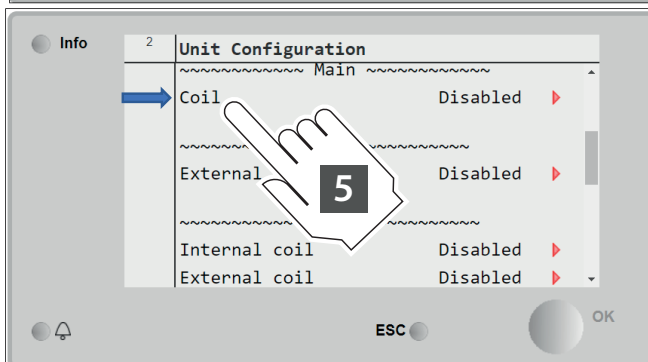 Info
2
Unit Configuration
~~~~~~~~~~~~ Main ~~~~~~~~~~~~
Coil Disabled
External Disabled
5
Internal coil Disabled
External coil Disabled
ESC
OK